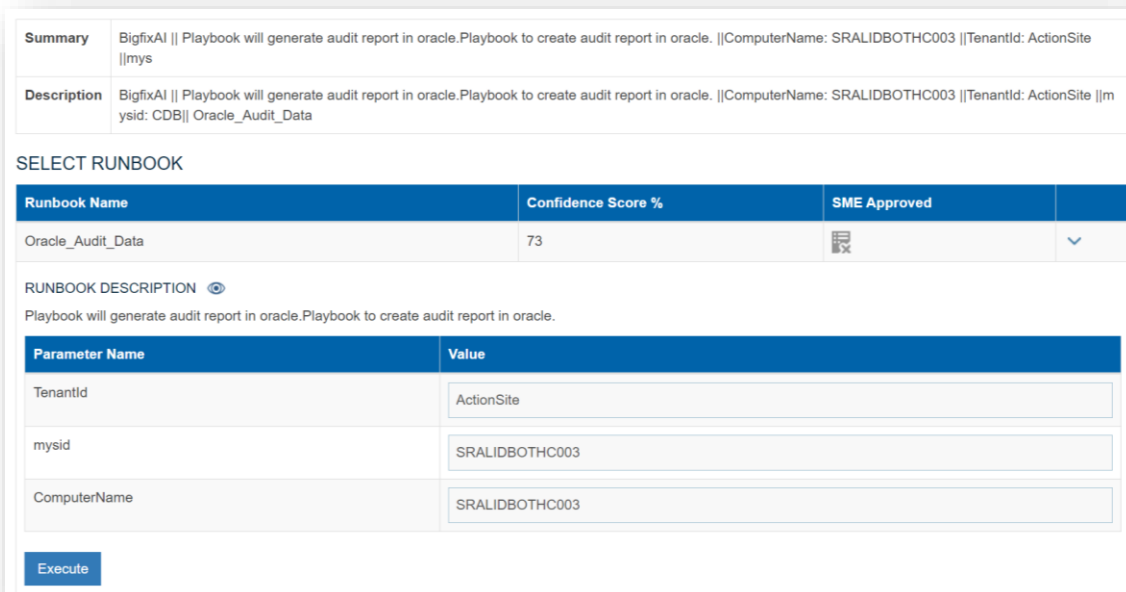 Summary
BigfixAI || Playbook will generate audit report in oracle.Playbook to create audit report in oracle. ||ComputerName: SRALIDBOTHC003 ||TenantId: ActionSite
||mys
Description
BigfixAI || Playbook will generate audit report in oracle.Playbook to create audit report in oracle. ||ComputerName: SRALIDBOTHC003 ||TenantId: ActionSite ||m
ysid: CDB|| Oracle_Audit_Data
SELECT RUNBOOK
Runbook Name Confidence Score % SME Approved
Oracle_Audit_Data 73
RUNBOOK DESCRIPTION
Playbook will generate audit report in oracle.Playbook to create audit report in oracle.
Parameter Name Value
TenantId ActionSite
mysid SRALIDBOTHC003
ComputerName SRALIDBOTHC003
Execute